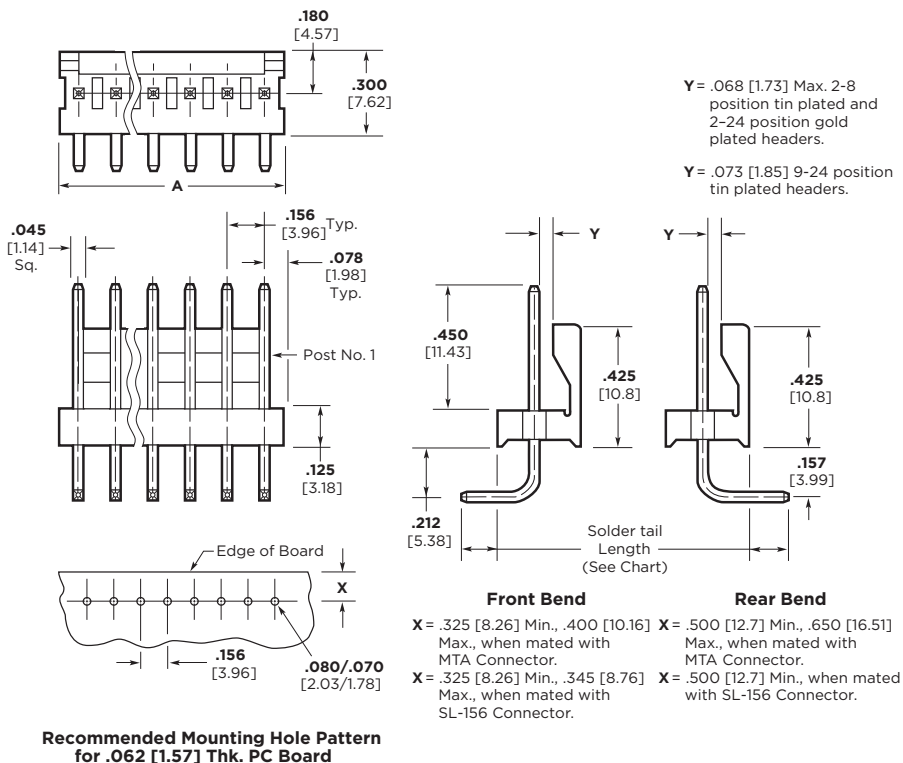 .180
[4.57]
.300
[7.62]
A
Y = .068 [1.73] Max. 2-8
position tin plated and
2–24 position gold
plated headers.
Y = .073 [1.85] 9-24 position
tin plated headers.
.045
[1.14]
Sq.
.156
[3.96] Typ.
.078
[1.98]
Typ.
Post No. 1
.125
[3.18]
Y
Y
.450
[11.43]
.425
[10.8]
.425
[10.8]
.157
[3.99]
.212
[5.38]
Solder tail
Length
(See Chart)
Edge of Board
X
.156
[3.96]
.080/.070
[2.03/1.78]
Recommended Mounting Hole Pattern
for .062 [1.57] Thk. PC Board
Front Bend
X = .325 [8.26] Min., .400 [10.16]
Max., when mated with
MTA Connector.
X = .325 [8.26] Min., .345 [8.76]
Max., when mated with
SL-156 Connector.
Rear Bend
X = .500 [12.7] Min., .650 [16.51]
Max., when mated with
MTA Connector.
X = .500 [12.7] Min., when mated
with SL-156 Connector.